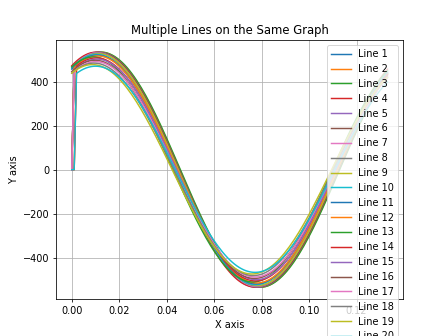 Multiple Lines on the Same Graph
Y axis
400
200
0
−200
−400
0.00
0.02
0.04
0.06
0.08
0.10
X axis
Line 1
Line 2
Line 3
Line 4
Line 5
Line 6
Line 7
Line 8
Line 9
Line 10
Line 11
Line 12
Line 13
Line 14
Line 15
Line 16
Line 17
Line 18
Line 19
Line 20